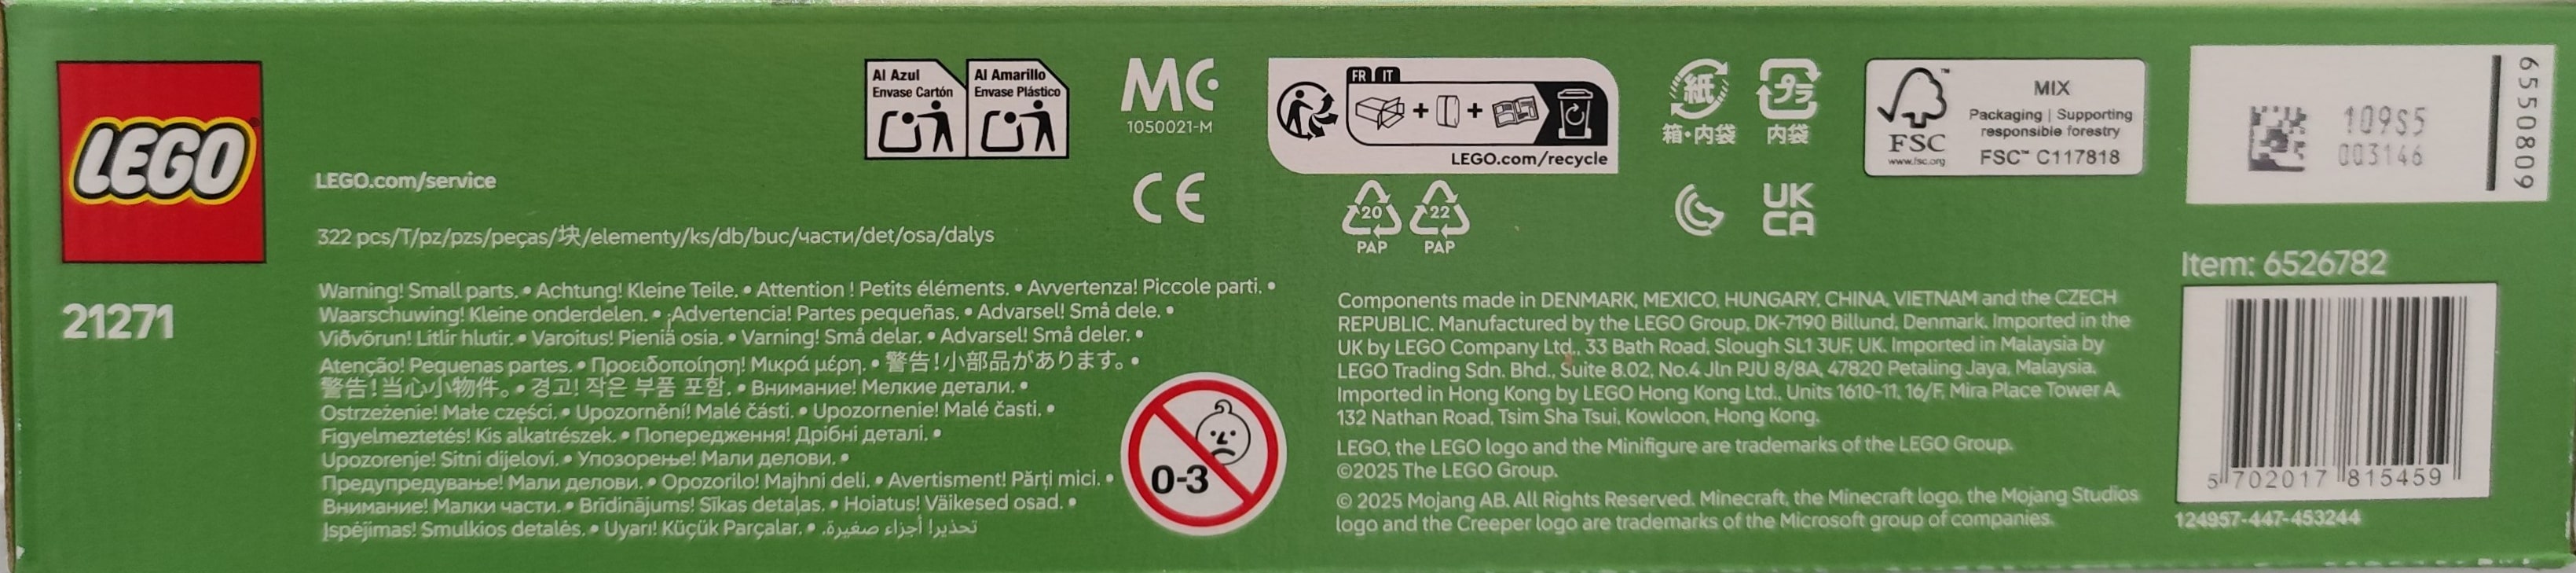 LEGO
21271
LEGO.com/service
322 pcs/T/pz/pzs/peças/块/elementy/ks/db/buc/части/det/osa/dalys
Warning! Small parts. • Achtung! Kleine Teile. • Attention ! Petits éléments. • Avvertenza! Piccole parti. •
Waarschuwing! Kleine onderdelen. • ¡Advertencia! Partes pequeñas. • Advarsel! Små dele. •
Viðvörun! Litlir hlutir. • Varoitus! Pieniä osia. • Varning! Små delar. • Advarsel! Små deler. •
Atenção! Pequenas partes. • Προειδοποίηση! Μικρά μέρη. • 警告!小部品があります。 •
警告!当心小物件。 • 경고! 작은 부품 포함. • Внимание! Мелкие детали. •
Ostrzeżenie! Małe części. • Upozornění! Malé části. • Upozornenie! Malé časti. •
Figyelmeztetés! Kis alkatrészek. • Попередження! Дрібні деталі. •
Upozorenje! Sitni dijelovi. • Упозорење! Мали делови. •
Предупредување! Мали делови. • Opozorilo! Majhni deli. • Avertisment! Părți mici. •
Внимание! Малки части. • Brīdinājums! Sīkas detaļas. • Hoiatus! Väikesed osad. •
Įspėjimas! Smulkios detalės. • Uyarı! Küçük Parçalar. • تحذير! أجزاء صغيرة.
0-3
Al Azul
Envase Cartón
Al Amarillo
Envase Plástico
MC
1050021-M
CE
FR IT
LEGO.com/recycle
20
PAP
22
PAP
紙
箱・内袋
プラ
内袋
UK
CA
FSC™
www.fsc.org
MIX
Packaging | Supporting
responsible forestry
FSC™ C117818
Components made in DENMARK, MEXICO, HUNGARY, CHINA, VIETNAM and the CZECH
REPUBLIC. Manufactured by the LEGO Group, DK-7190 Billund, Denmark. Imported in the
UK by LEGO Company Ltd., 33 Bath Road, Slough SL1 3UF, UK. Imported in Malaysia by
LEGO Trading Sdn. Bhd., Suite 8.02, No.4 Jln PJU 8/8A, 47820 Petaling Jaya, Malaysia.
Imported in Hong Kong by LEGO Hong Kong Ltd., Units 1610-11, 16/F, Mira Place Tower A,
132 Nathan Road, Tsim Sha Tsui, Kowloon, Hong Kong.
LEGO, the LEGO logo and the Minifigure are trademarks of the LEGO Group.
©2025 The LEGO Group.
© 2025 Mojang AB. All Rights Reserved. Minecraft, the Minecraft logo, the Mojang Studios
logo and the Creeper logo are trademarks of the Microsoft group of companies.
109S5
003146
6550809
Item: 6526782
5 702017 815459
124957-447-453244